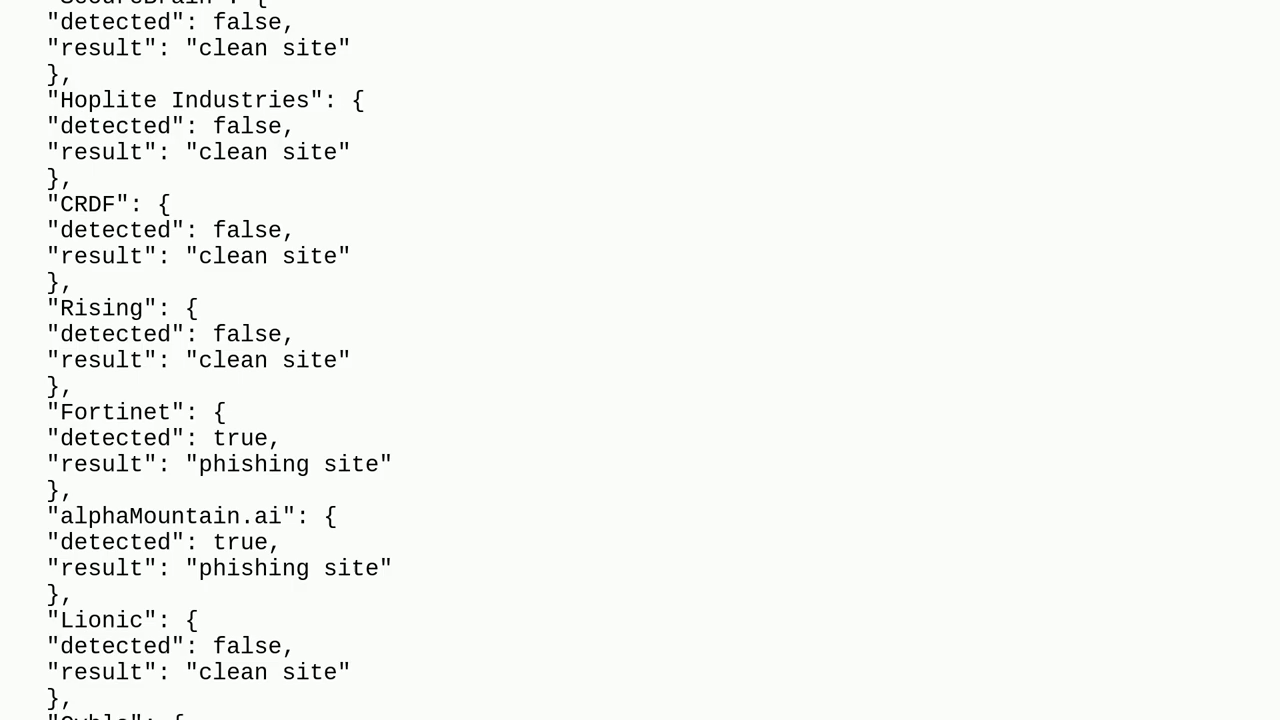 "SecureBrain": {
"detected": false,
"result": "clean site"
},
"Hoplite Industries": {
"detected": false,
"result": "clean site"
},
"CRDF": {
"detected": false,
"result": "clean site"
},
"Rising": {
"detected": false,
"result": "clean site"
},
"Fortinet": {
"detected": true,
"result": "phishing site"
},
"alphaMountain.ai": {
"detected": true,
"result": "phishing site"
},
"Lionic": {
"detected": false,
"result": "clean site"
},
"Cyble": {